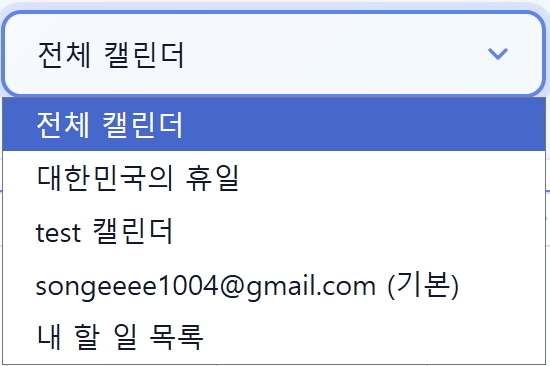 전체 캘린더
전체 캘린더
대한민국의 휴일
test 캘린더
songeeee1004@gmail.com (기본)
내 할 일 목록